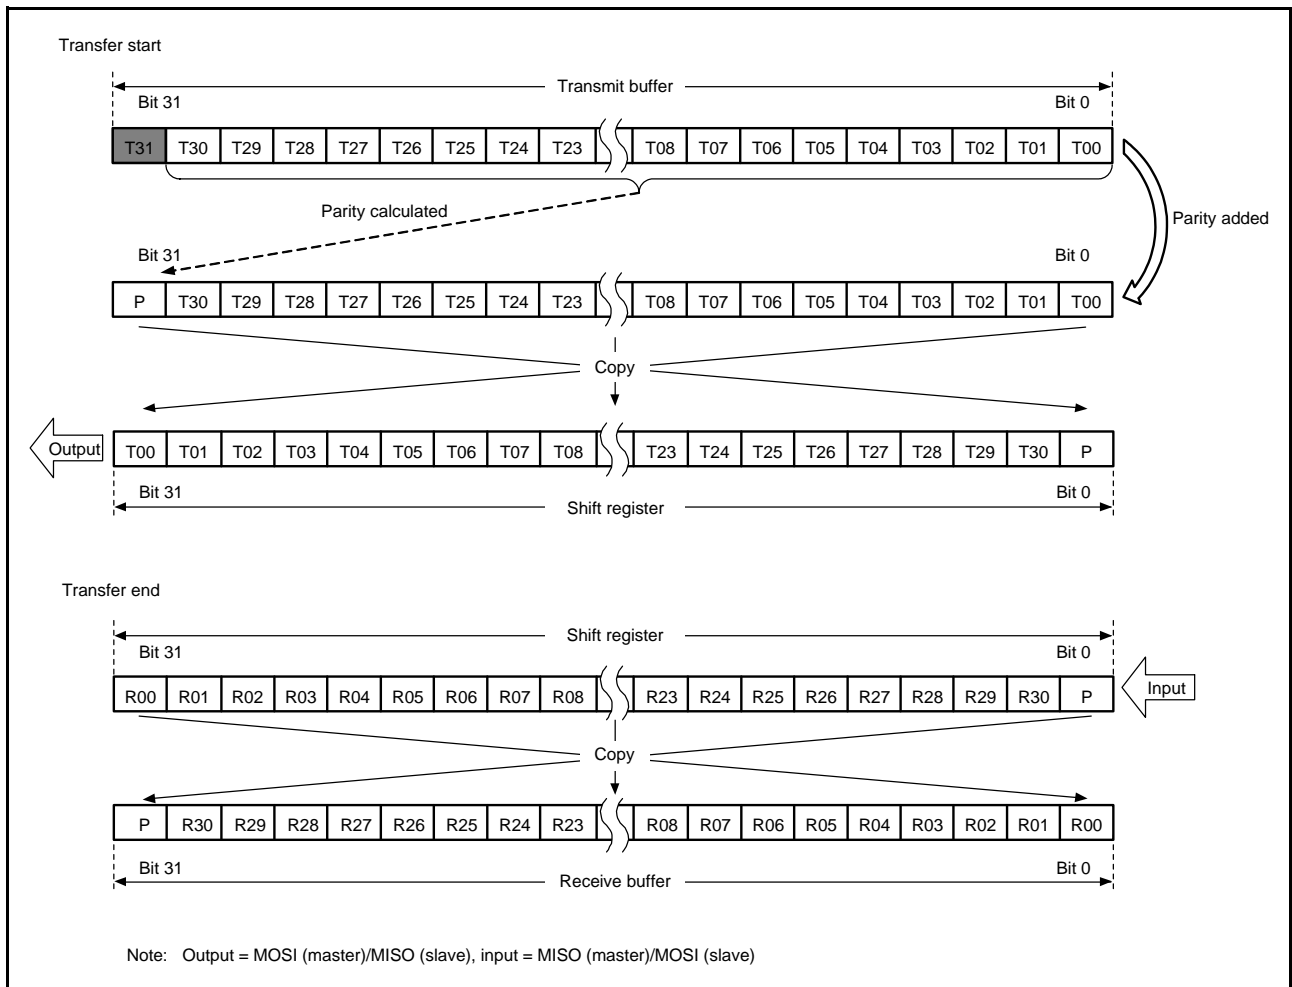 Transfer start
Transmit buffer
Bit 31 Bit 0
T31 T30 T29 T28 T27 T26 T25 T24 T23 T08 T07 T06 T05 T04 T03 T02 T01 T00
Parity calculated
Parity added
Bit 31 Bit 0
P T30 T29 T28 T27 T26 T25 T24 T23 T08 T07 T06 T05 T04 T03 T02 T01 T00
Copy
Output T00 T01 T02 T03 T04 T05 T06 T07 T08 T23 T24 T25 T26 T27 T28 T29 T30 P
Bit 31 Bit 0
Shift register
Transfer end
Shift register
Bit 31 Bit 0
R00 R01 R02 R03 R04 R05 R06 R07 R08 R23 R24 R25 R26 R27 R28 R29 R30 P Input
Copy
P R30 R29 R28 R27 R26 R25 R24 R23 R08 R07 R06 R05 R04 R03 R02 R01 R00
Bit 31 Bit 0
Receive buffer
Note: Output = MOSI (master)/MISO (slave), input = MISO (master)/MOSI (slave)